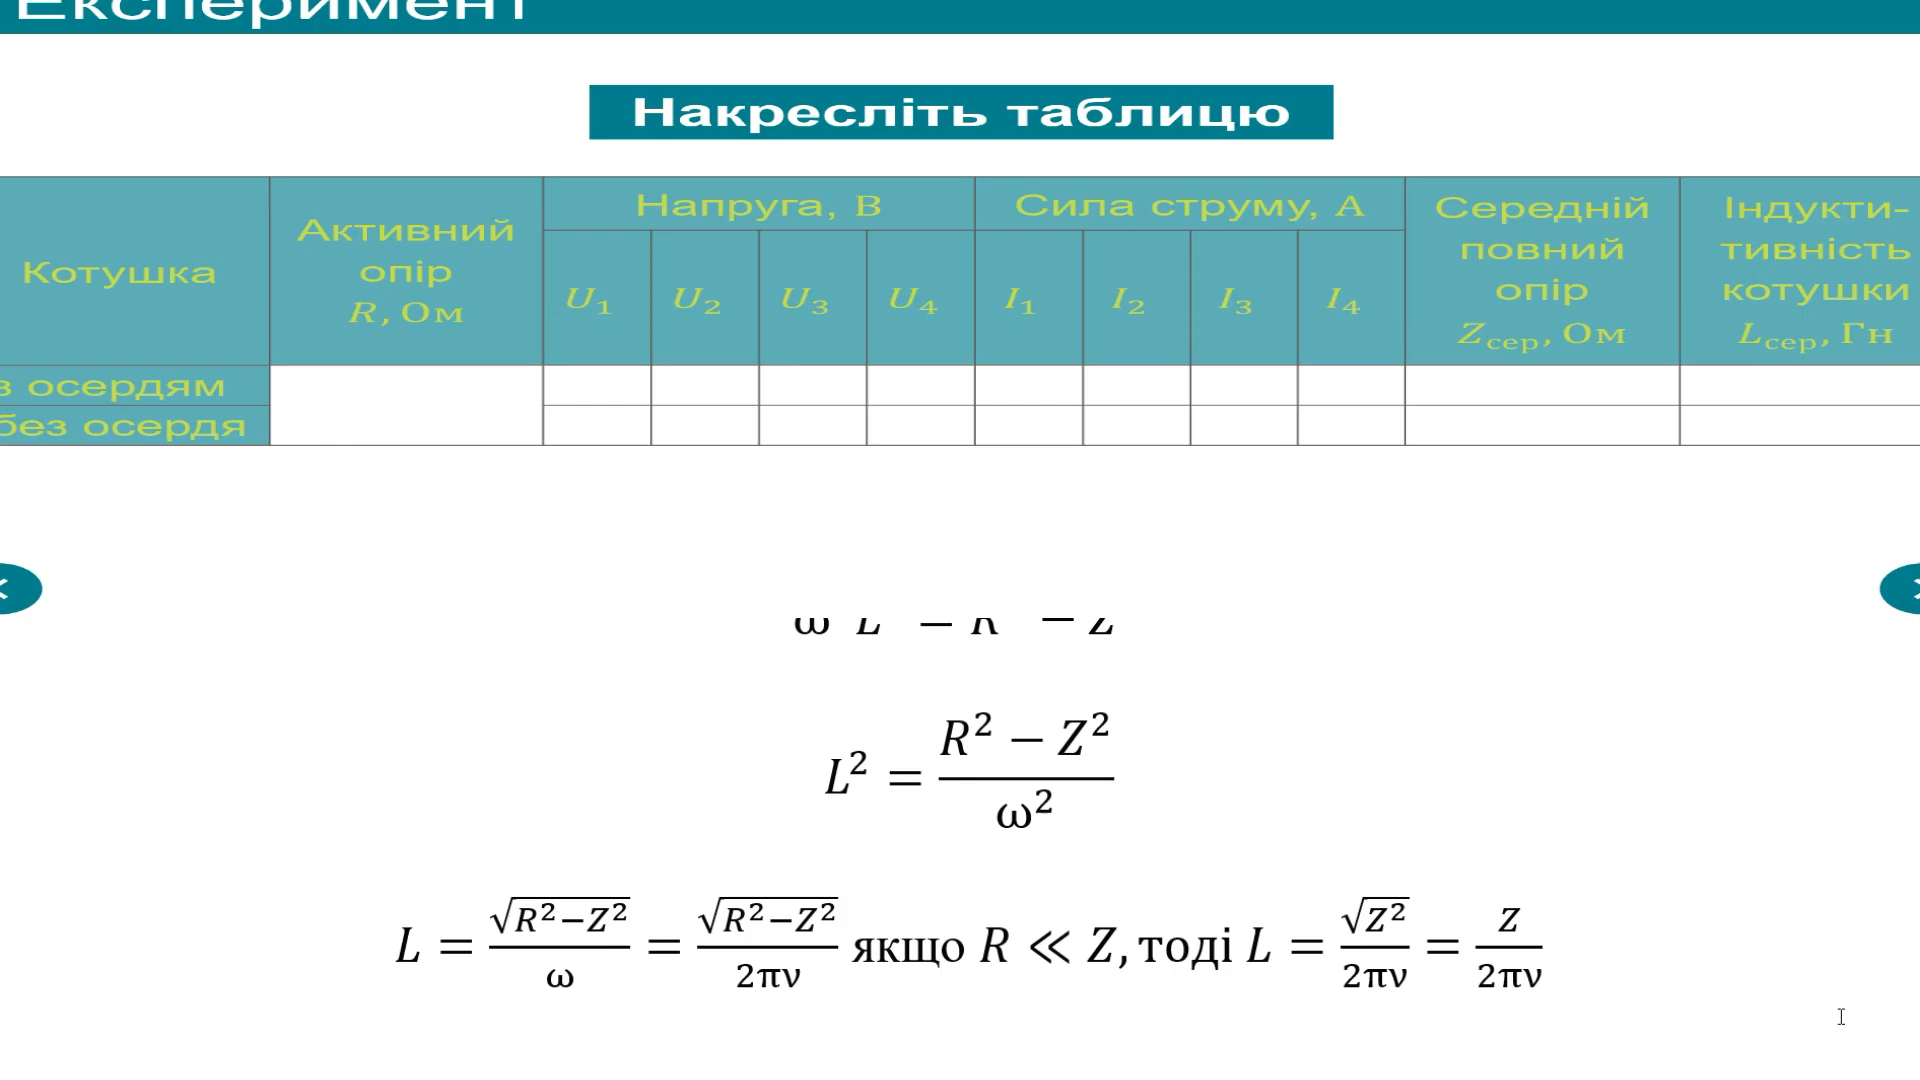 Експеримент
Накресліть таблицю
Котушка
Активний
опір
R, Ом
Напруга, В
Сила струму, А
U₁ U₂ U₃ U₄ I₁ I₂ I₃ I₄
Середній
повний
опір
Zсер, Ом
Індукти-
тивність
котушки
Lсер, Гн
з осердям
без осердя
L² = (R² − Z²)/ω²
L = √(R²−Z²)/ω = √(R²−Z²)/2πν якщо R ≪ Z, тоді L = √Z²/2πν = Z/2πν